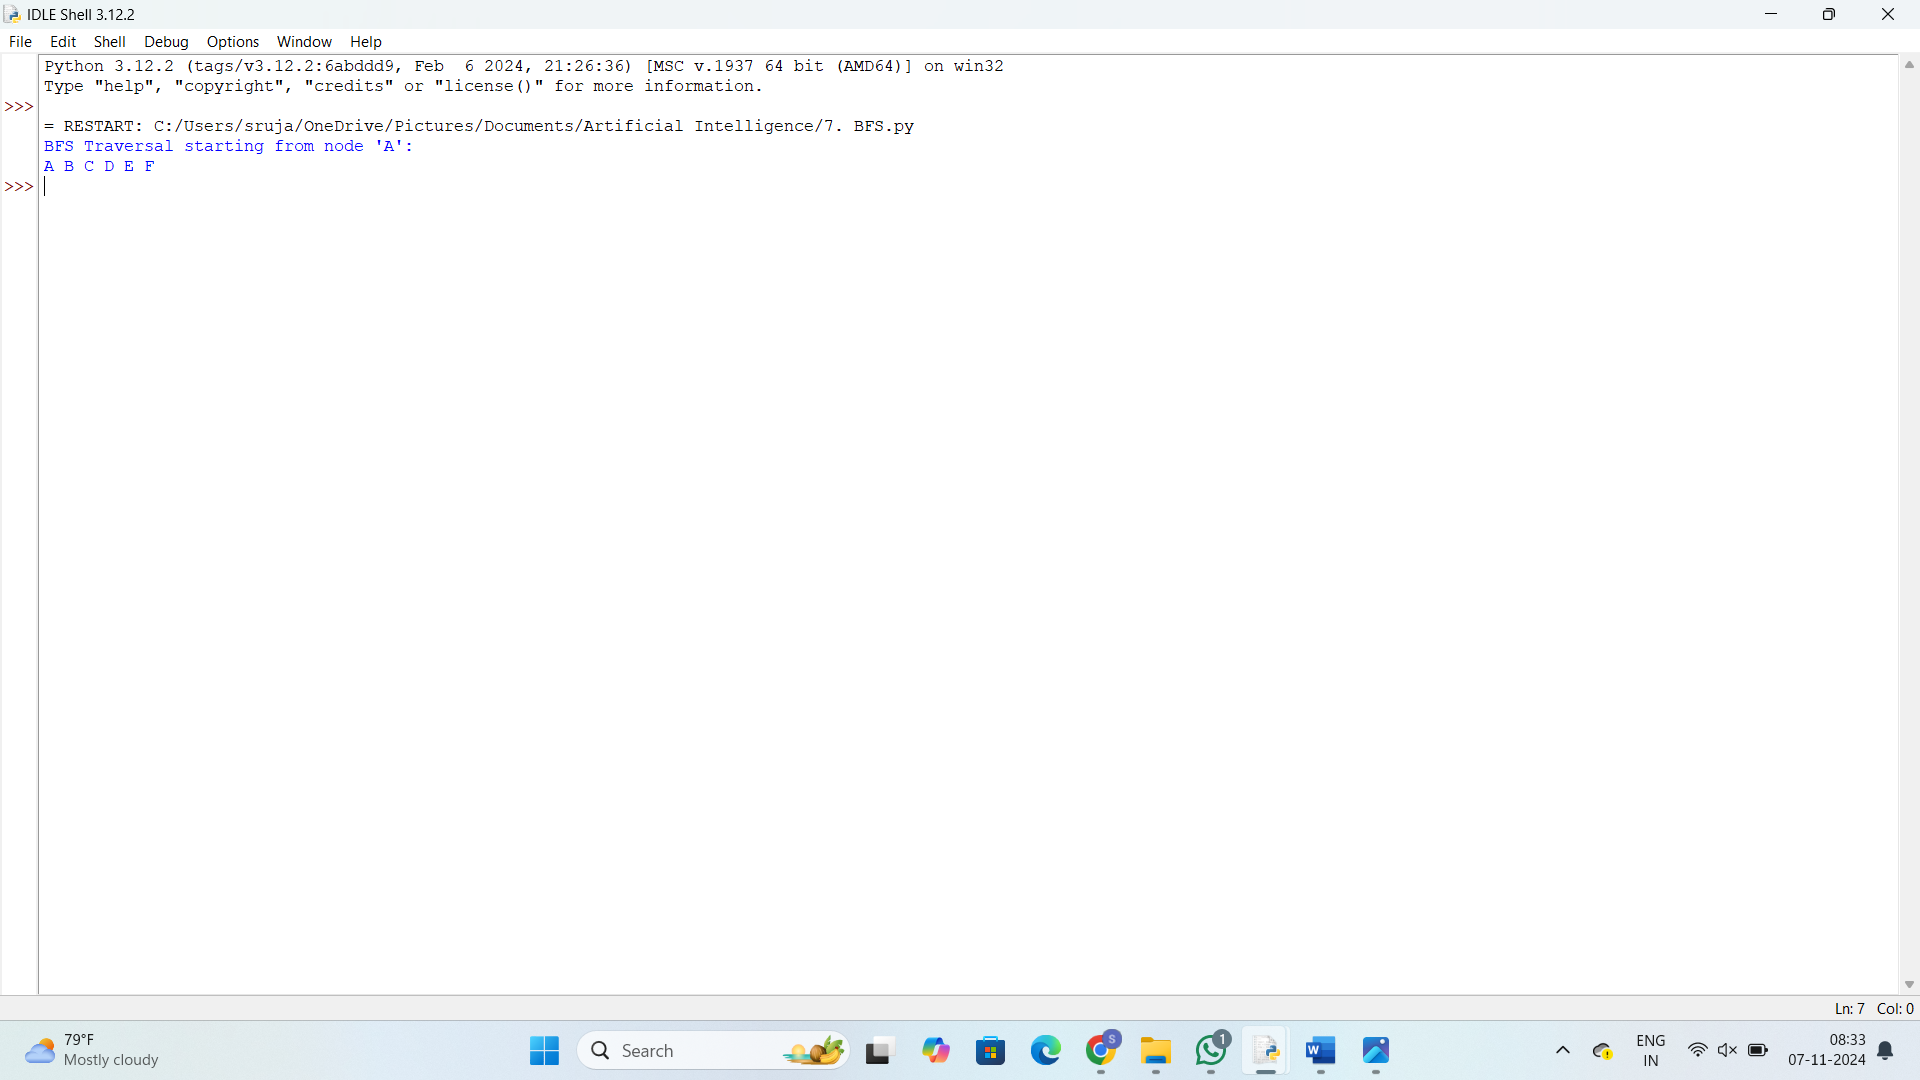 IDLE Shell 3.12.2
File Edit Shell Debug Options Window Help
Python 3.12.2 (tags/v3.12.2:6abddd9, Feb  6 2024, 21:26:36) [MSC v.1937 64 bit (AMD64)] on win32
Type "help", "copyright", "credits" or "license()" for more information.
>>>
= RESTART: C:/Users/sruja/OneDrive/Pictures/Documents/Artificial Intelligence/7. BFS.py
BFS Traversal starting from node 'A':
A B C D E F
>>>
Ln: 7 Col: 0
79°F
Mostly cloudy
Search
S
1
W
ENG
IN
08:33
07-11-2024